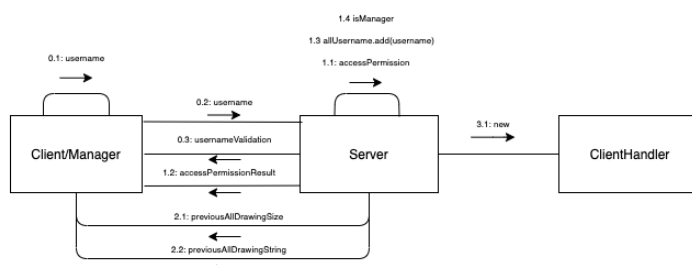 1.4 isManager
1.3 allUsername.add(username)
0.1: username
1.1: accessPermission
0.2: username
3.1: new
Client/Manager
0.3: usernameValidation
Server
ClientHandler
1.2: accessPermissionResult
2.1: previousAllDrawingSize
2.2: previousAllDrawingString